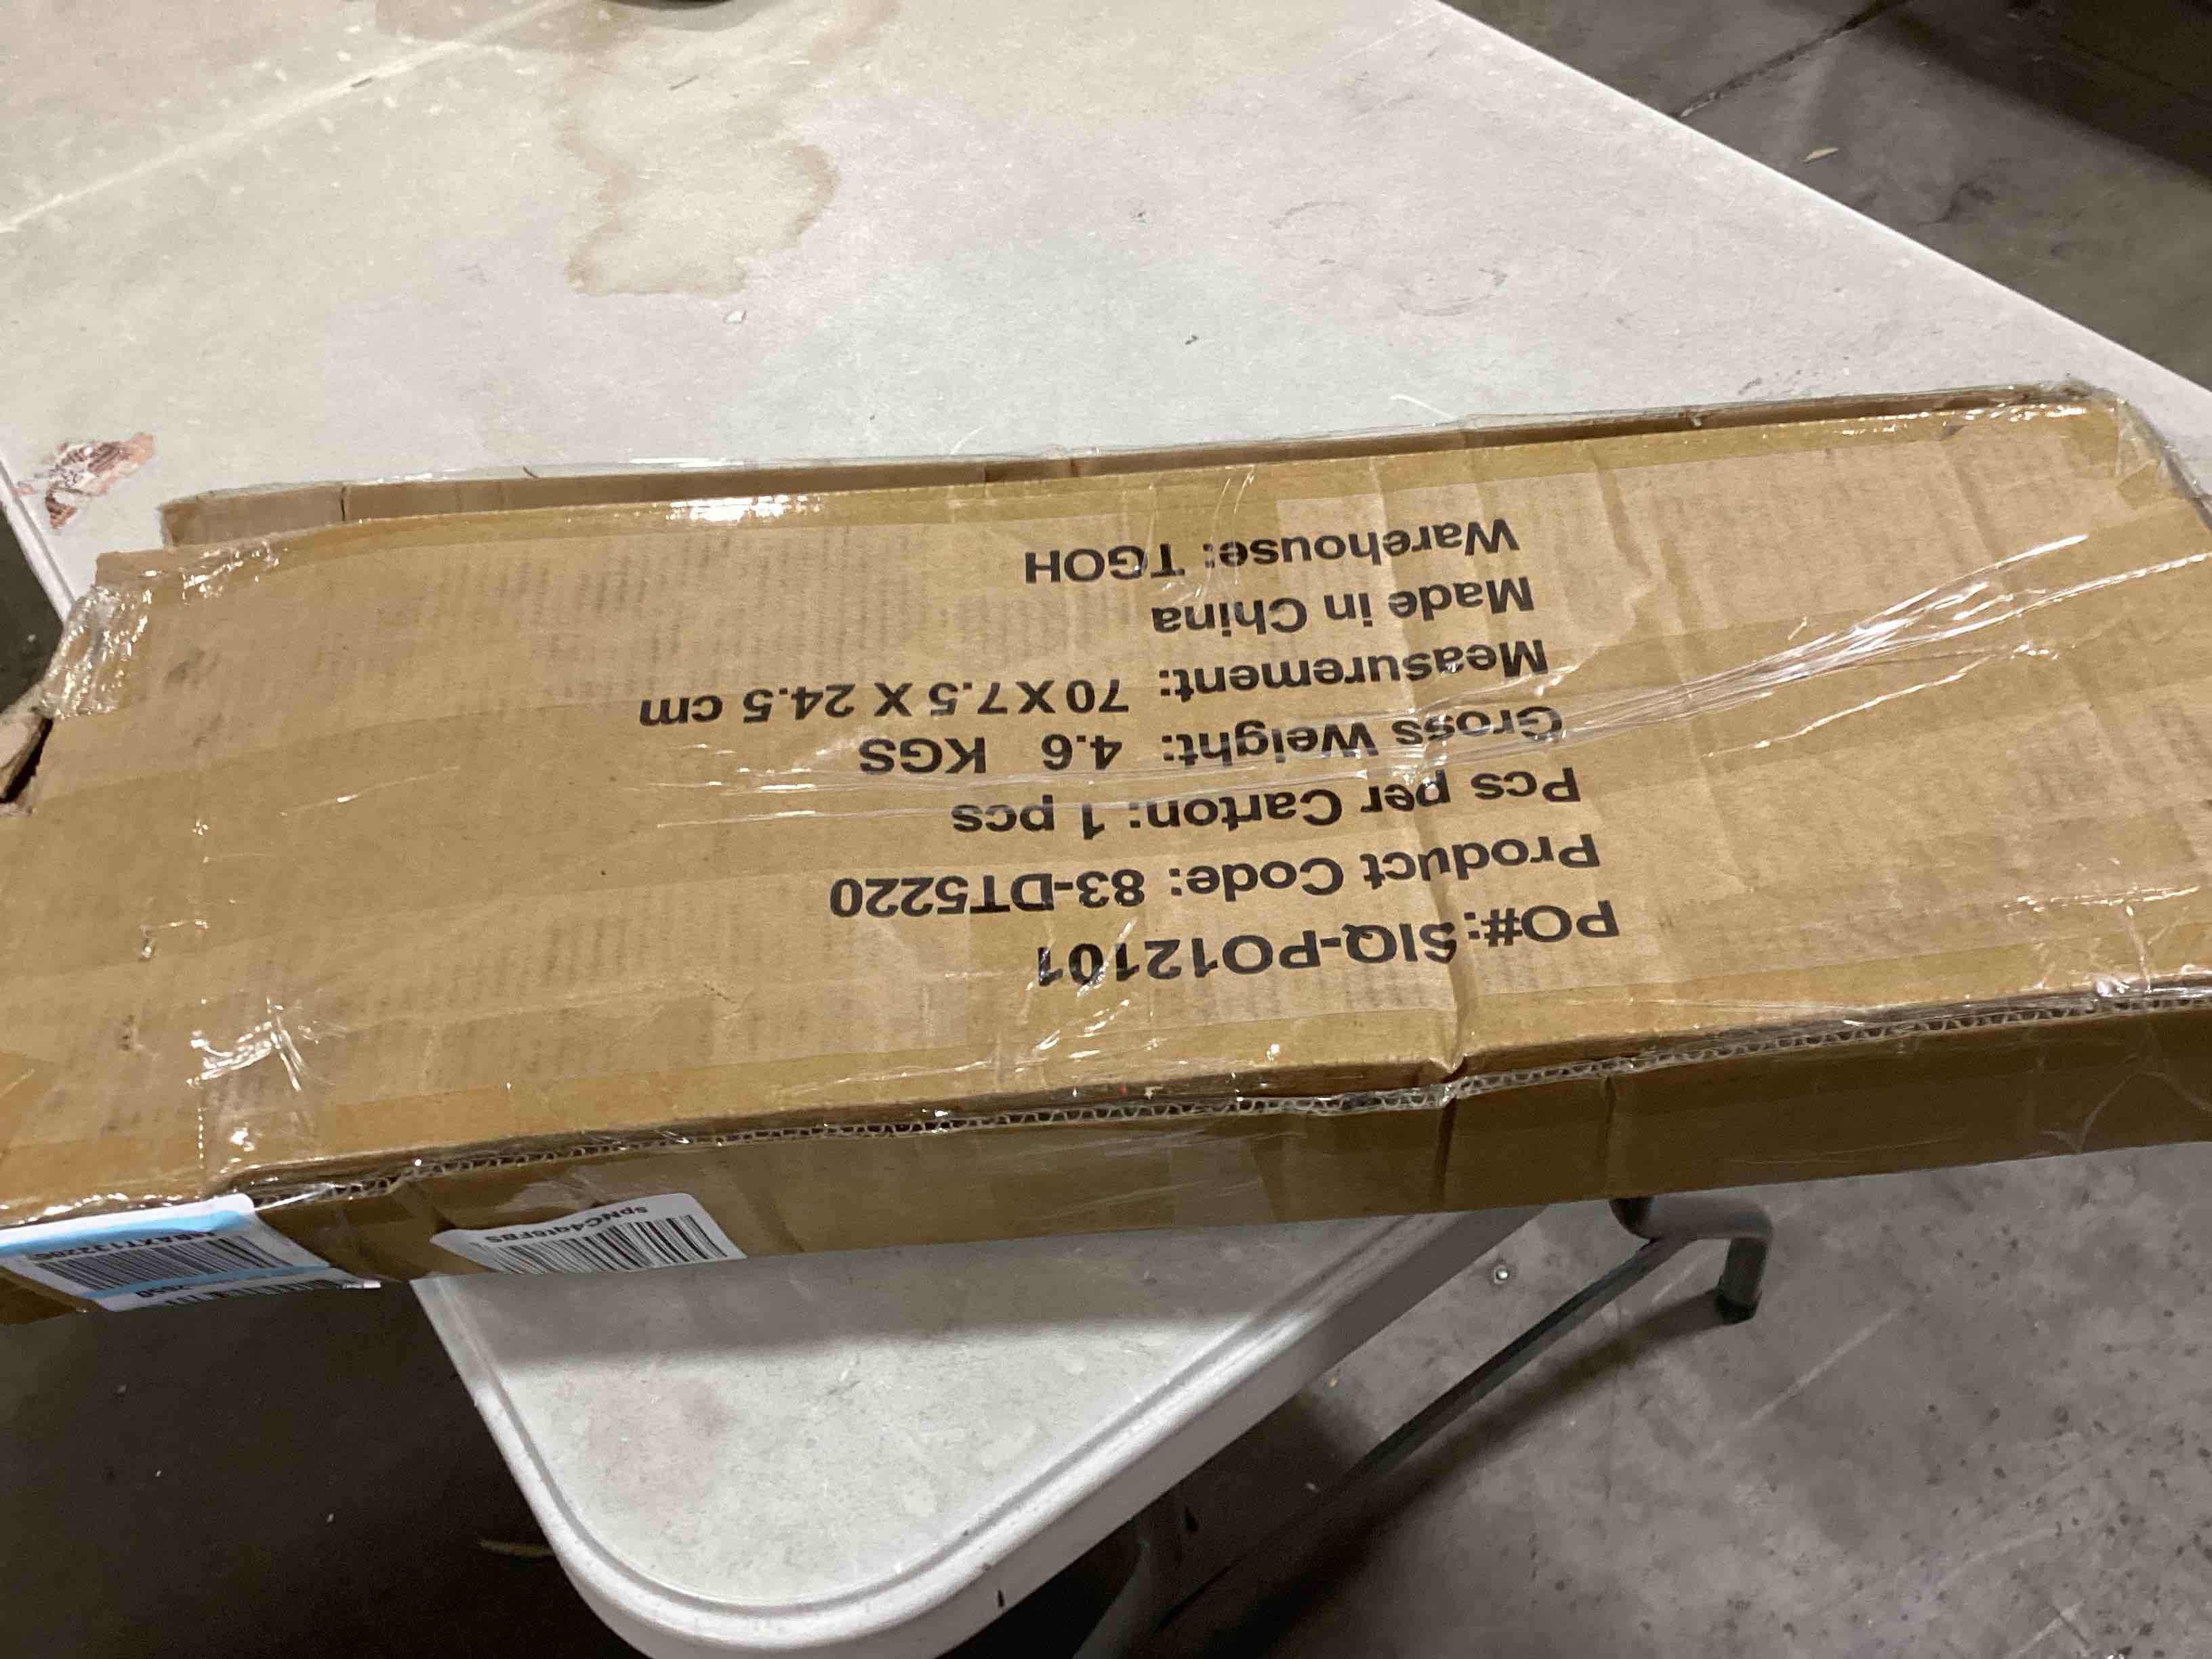 PO#:SIQ-PO12101
Product Code: 83-DT5220
Pcs per Carton: 1 pcs
Gross Weight: 4.6 KGS
Measurement: 70X7.5 X 24.5 cm
Made in China
Warehouse: TGOH